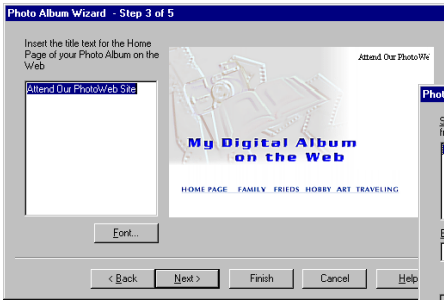 Photo Album Wizard - Step 3 of 5
Insert the title text for the Home
Page of your Photo Album on the
Web
Attend Our PhotoWeb Site
Attend Our PhotoWe
My Digital Album
on the Web
HOME PAGE FAMILY FRIEDS HOBBY ART TRAVELING
Font...
< Back
Next >
Finish
Cancel
Help
Phot